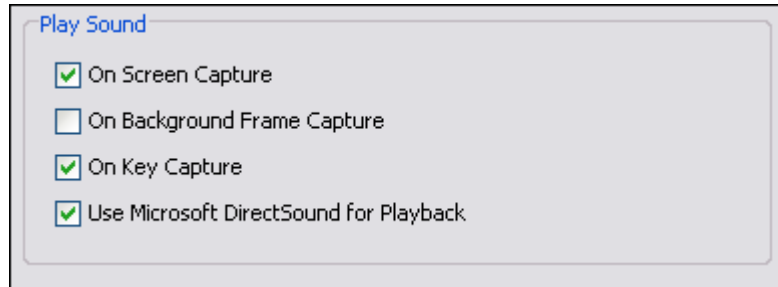 Play Sound
On Screen Capture
On Background Frame Capture
On Key Capture
Use Microsoft DirectSound for Playback